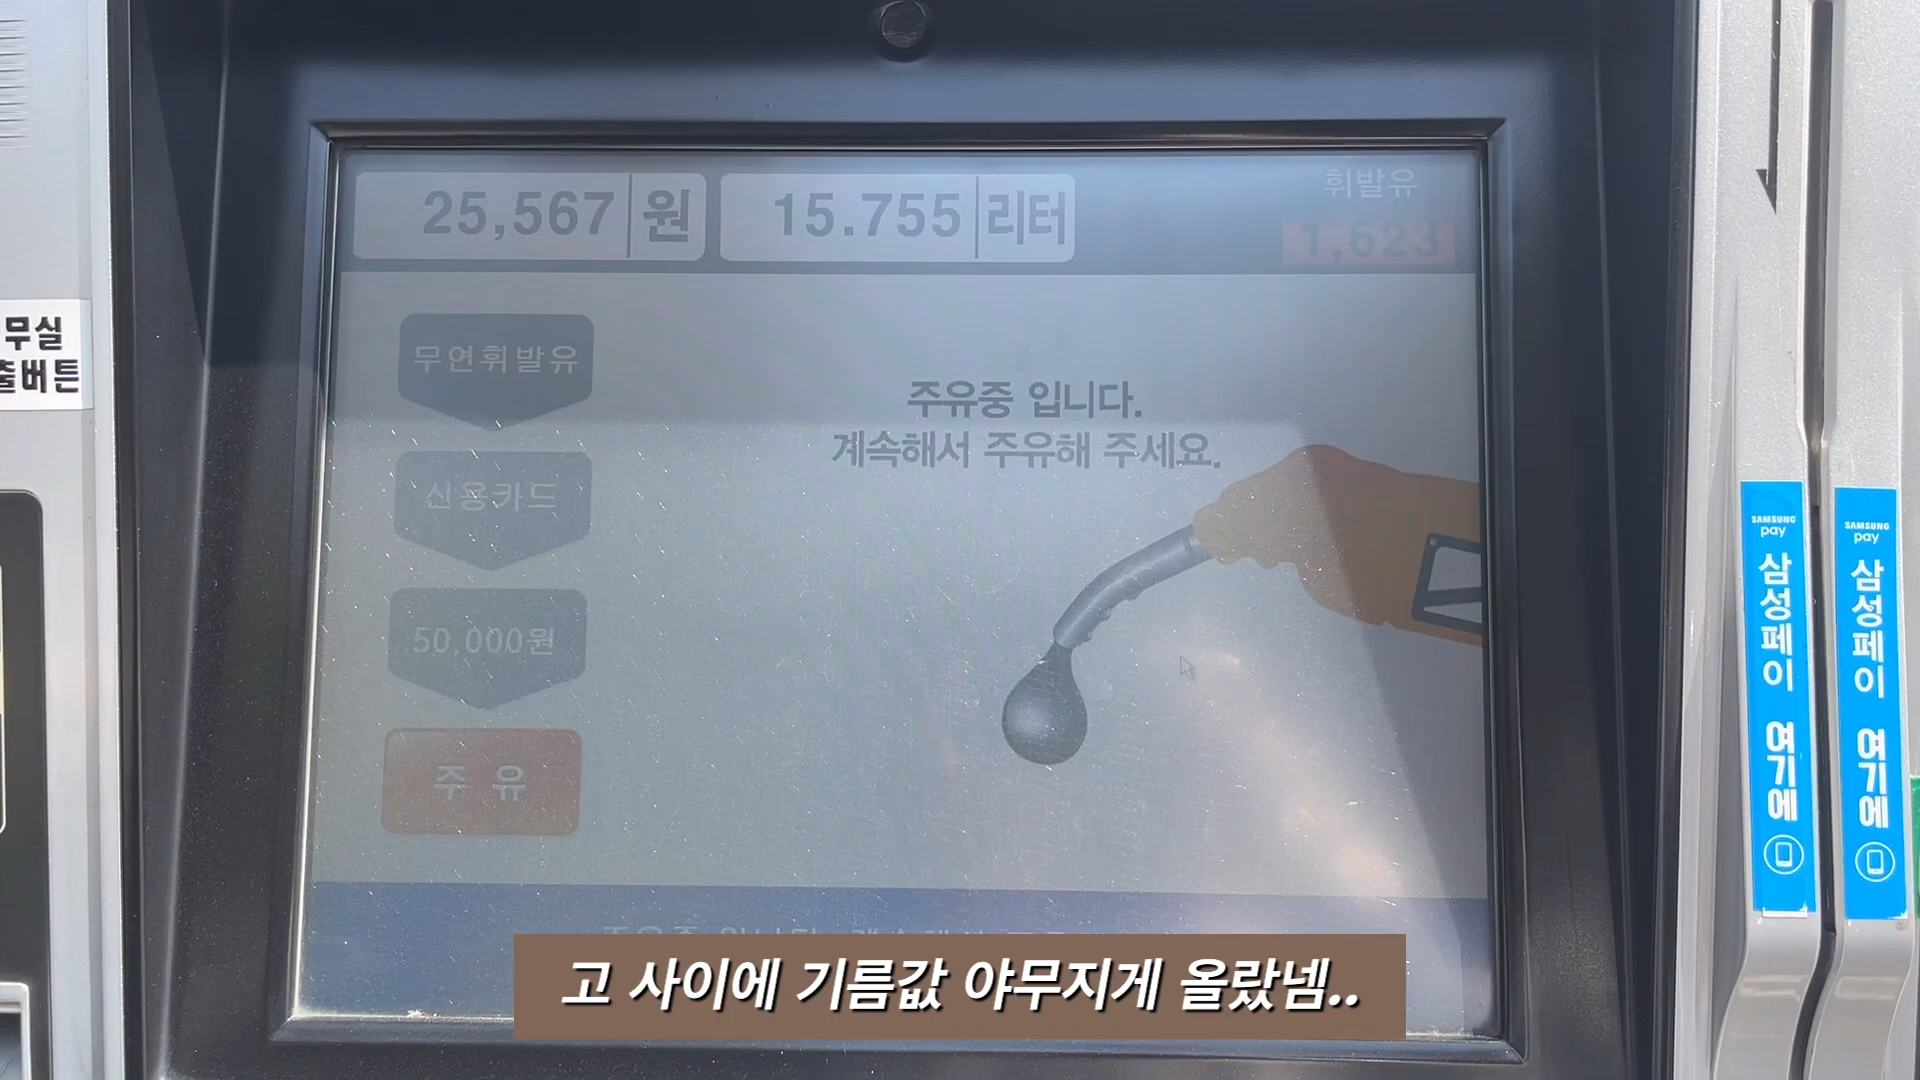 25,567 원
15.755 리터
휘발유
1,623
무연휘발유
신용카드
50,000원
주 유
주유중 입니다.
계속해서 주유해 주세요.
무실
출버튼
SAMSUNG
pay
삼성페이 여기에
SAMSUNG
pay
삼성페이 여기에
고 사이에 기름값 야무지게 올랐넴..